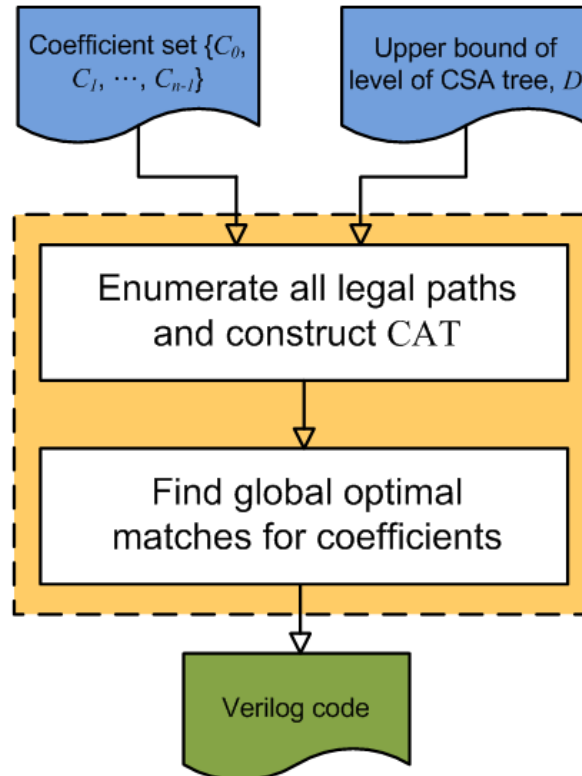 Coefficient set {C0,
C1, ···, Cn-1}
Upper bound of
level of CSA tree, D
Enumerate all legal paths
and construct CAT
Find global optimal
matches for coefficients
Verilog code